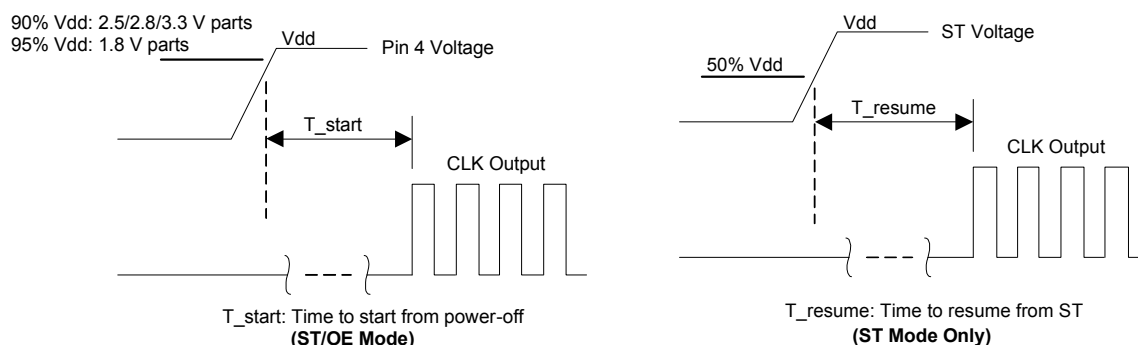 90% Vdd: 2.5/2.8/3.3 V parts
95% Vdd: 1.8 V parts
Vdd
Pin 4 Voltage
T_start
CLK Output
T_start: Time to start from power-off
(ST/OE Mode)
Vdd
ST Voltage
50% Vdd
T_resume
CLK Output
T_resume: Time to resume from ST
(ST Mode Only)